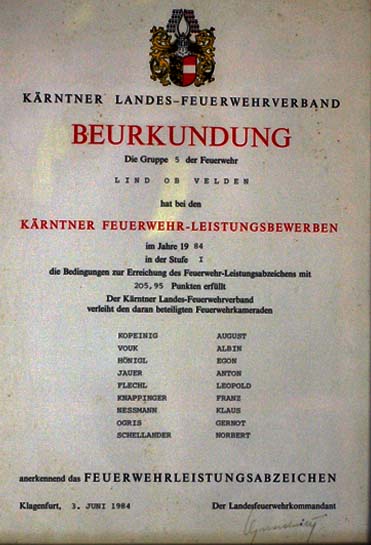 KÄRNTNER LANDES-FEUERWEHRVERBAND
BEURKUNDUNG
Die Gruppe 5 der Feuerwehr
LIND OB VELDEN
hat bei den
KÄRNTNER FEUERWEHR-LEISTUNGSBEWERBEN
im Jahre 19 84
in der Stufe I
die Bedingungen zur Erreichung des Feuerwehr-Leistungsabzeichens mit
205,95 Punkten erfüllt
Der Kärntner Landes-Feuerwehrverband
verleiht den daran beteiligten Feuerwehrkameraden
KOPEINIG AUGUST
VOUK ALBIN
HÖNIGL EGON
JAUER ANTON
FLECHL LEOPOLD
KNAPPINGER FRANZ
NESSMANN KLAUS
OGRIS GERNOT
SCHELLANDER NORBERT
anerkennend das FEUERWEHRLEISTUNGSABZEICHEN
Klagenfurt, 3. JUNI 1984 Der Landesfeuerwehrkommandant